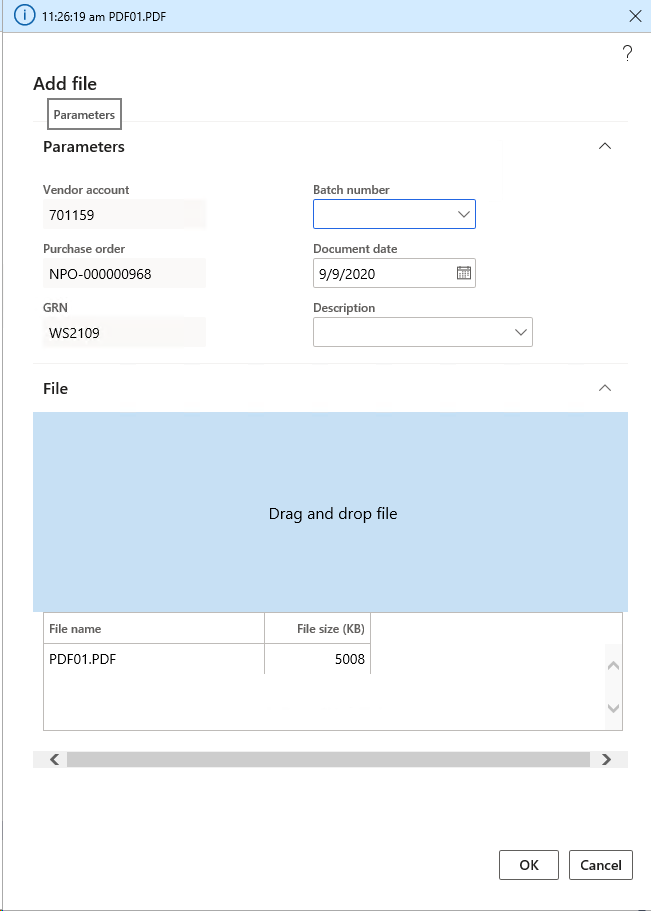 11:26:19 am PDF01.PDF
?
Add file
Parameters
Parameters
Vendor account
Batch number
701159
Purchase order
Document date
NPO-000000968
9/9/2020
GRN
Description
WS2109
File
Drag and drop file
File name
File size (KB)
PDF01.PDF
5008
OK
Cancel